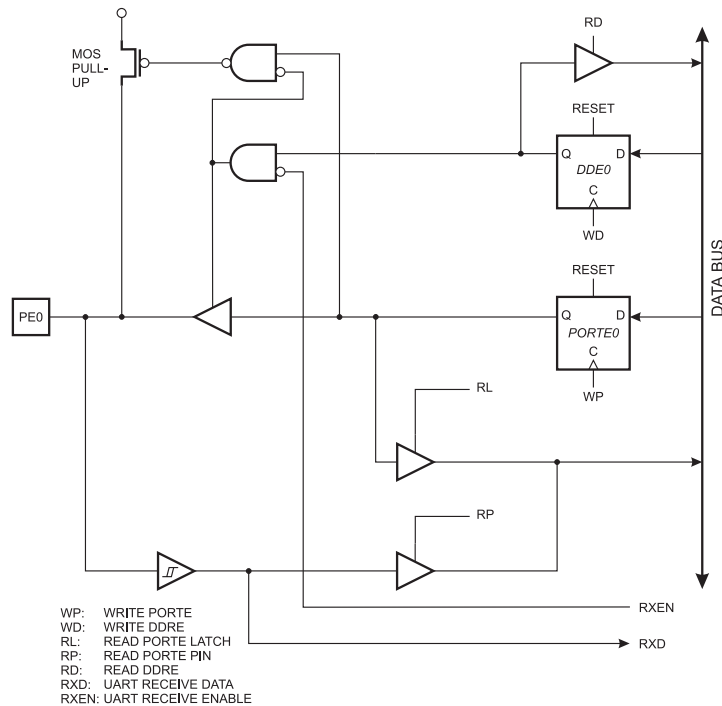 RD
MOS
PULL-
UP
RESET
Q
D
DDE0
C
WD
DATA BUS
RESET
PE0
Q
D
PORTE0
C
WP
RL
RP
RXEN
RXD
WP: WRITE PORTE
WD: WRITE DDRE
RL: READ PORTE LATCH
RP: READ PORTE PIN
RD: READ DDRE
RXD: UART RECEIVE DATA
RXEN: UART RECEIVE ENABLE